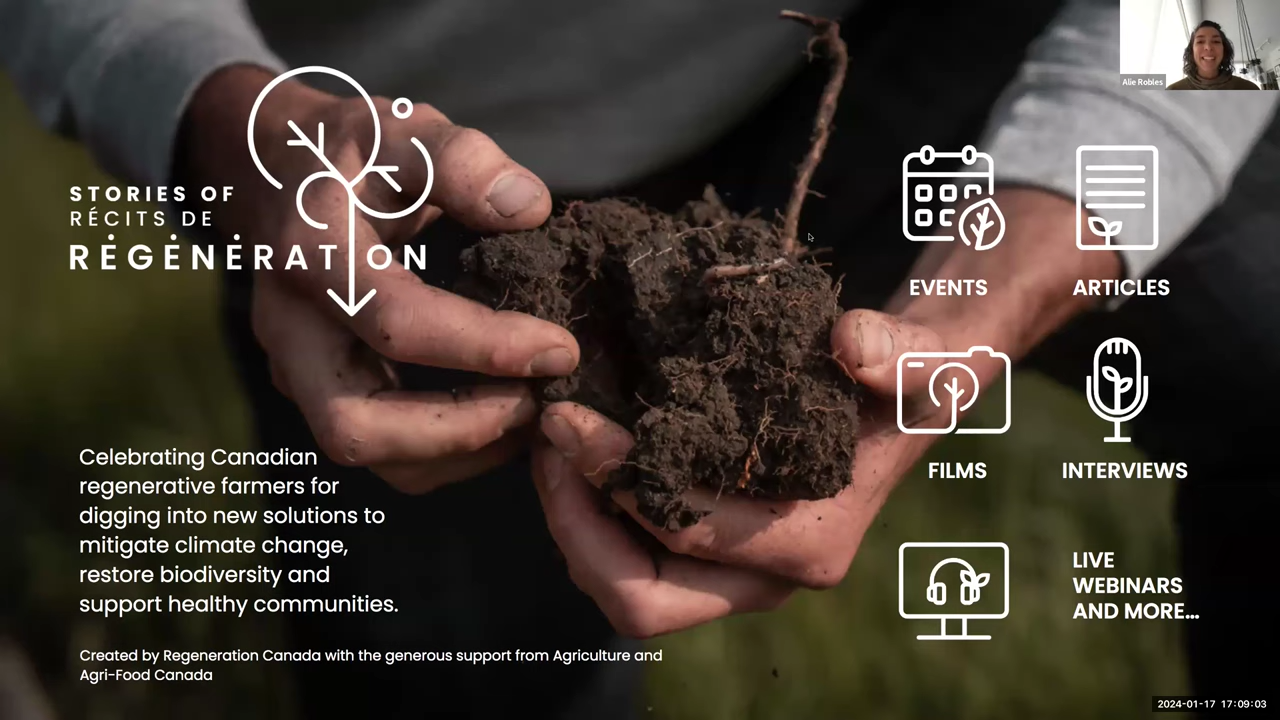 Alie Robles
STORIES OF
RÉCITS DE
RĖGĖNĖRATION
EVENTS
ARTICLES
FILMS
INTERVIEWS
Celebrating Canadian
regenerative farmers for
digging into new solutions to
mitigate climate change,
restore biodiversity and
support healthy communities.
LIVE
WEBINARS
AND MORE...
Created by Regeneration Canada with the generous support from Agriculture and
Agri-Food Canada
2024-01-17 17:09:03